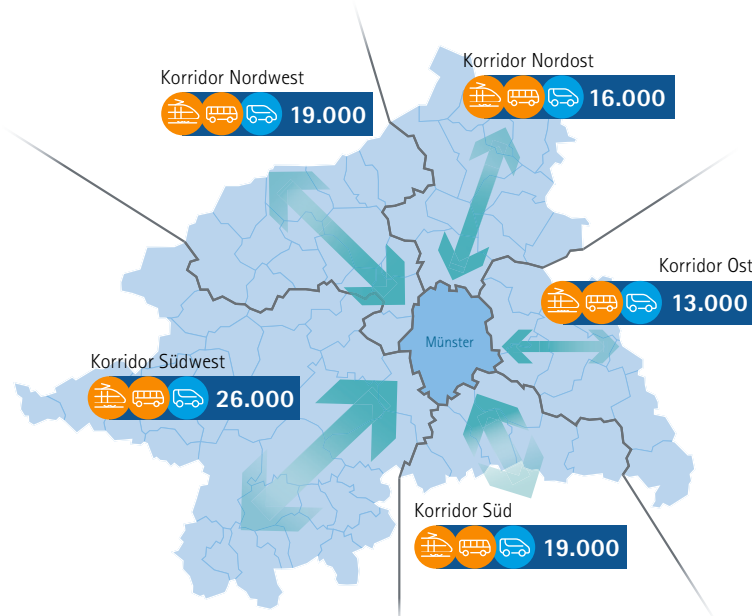 Korridor Nordost
16.000
Korridor Nordwest
19.000
Korridor Ost
13.000
Münster
Korridor Südwest
26.000
Korridor Süd
19.000